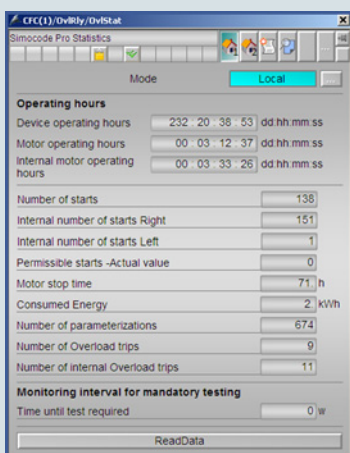 CFC(1)/OvlRly/OvlStat
Simocode Pro Statistics
...
Mode Local ...
Operating hours
Device operating hours 232 : 20 : 38 : 53 dd:hh:mm:ss
Motor operating hours 00 : 03 : 12 : 37 dd:hh:mm:ss
Internal motor operating hours 00 : 03 : 33 : 26 dd:hh:mm:ss
Number of starts 138
Internal number of starts Right 151
Internal number of starts Left 1
Permissible starts -Actual value 0
Motor stop time 71. h
Consumed Energy 2. kWh
Number of parameterizations 674
Number of Overload trips 9
Number of internal Overload trips 11
Monitoring interval for mandatory testing
Time until test required 0 w
ReadData